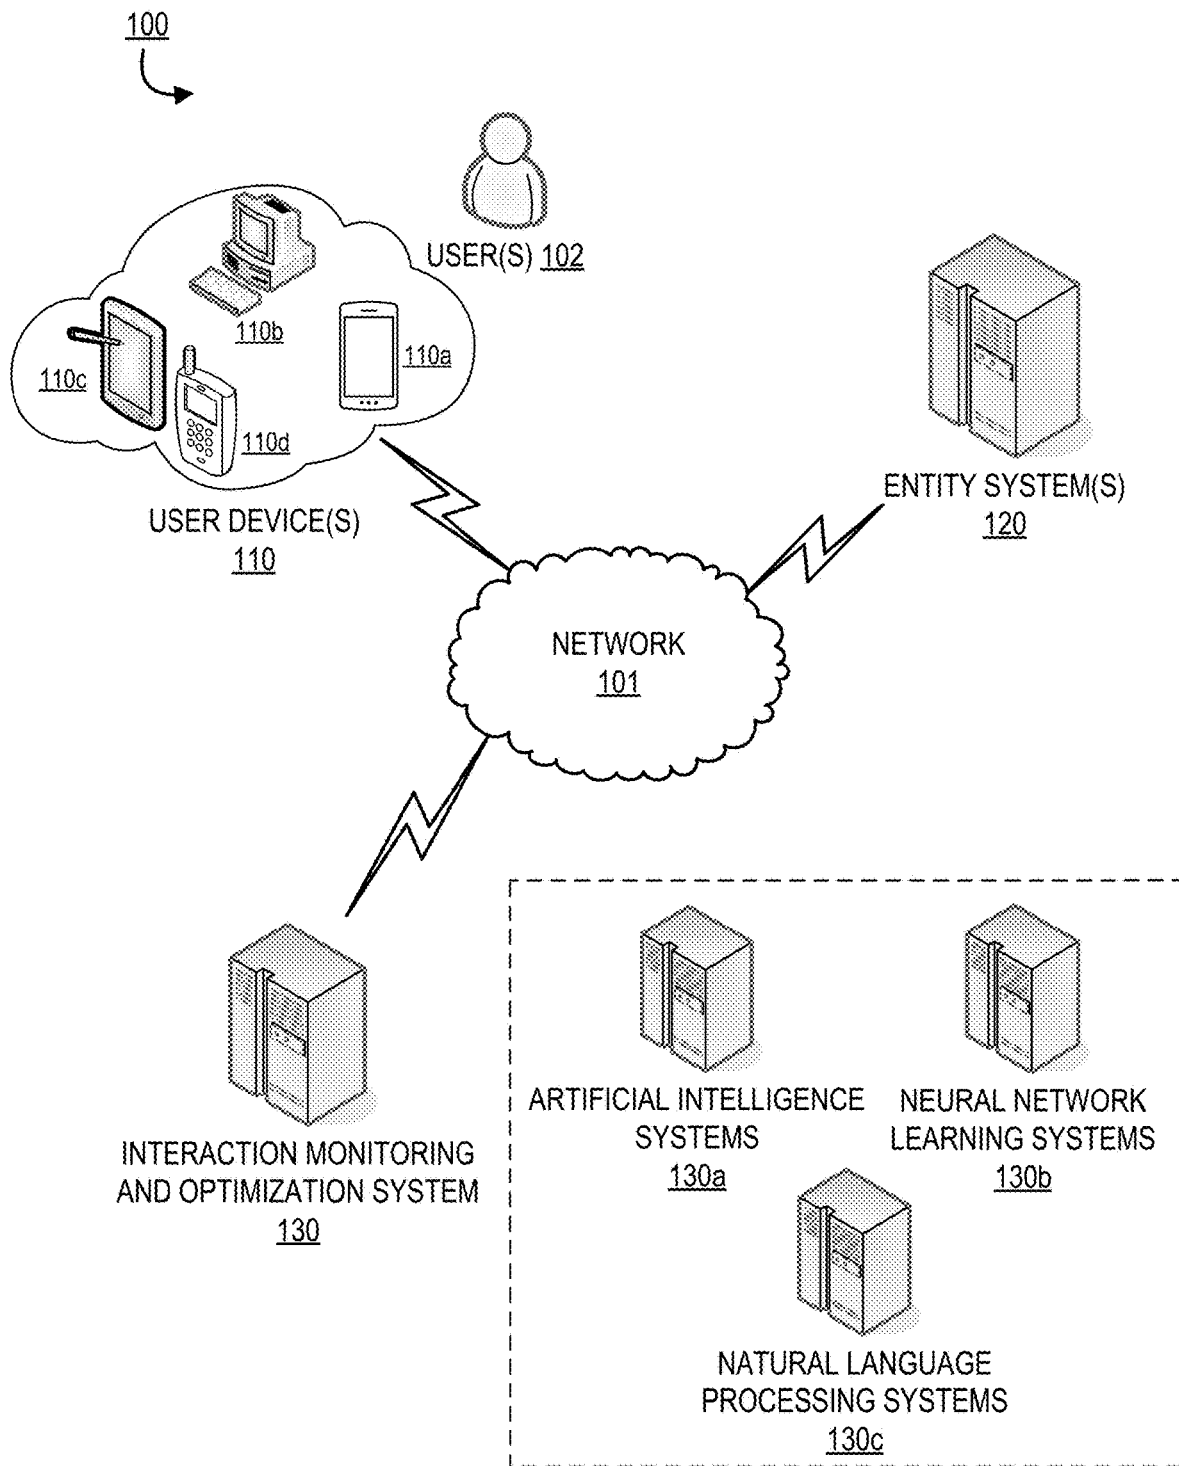 100
USER(S) 102
110b
110a
110c
110d
USER DEVICE(S)
110
ENTITY SYSTEM(S)
120
NETWORK
101
INTERACTION MONITORING
AND OPTIMIZATION SYSTEM
130
ARTIFICIAL INTELLIGENCE
SYSTEMS
130a
NEURAL NETWORK
LEARNING SYSTEMS
130b
NATURAL LANGUAGE
PROCESSING SYSTEMS
130c